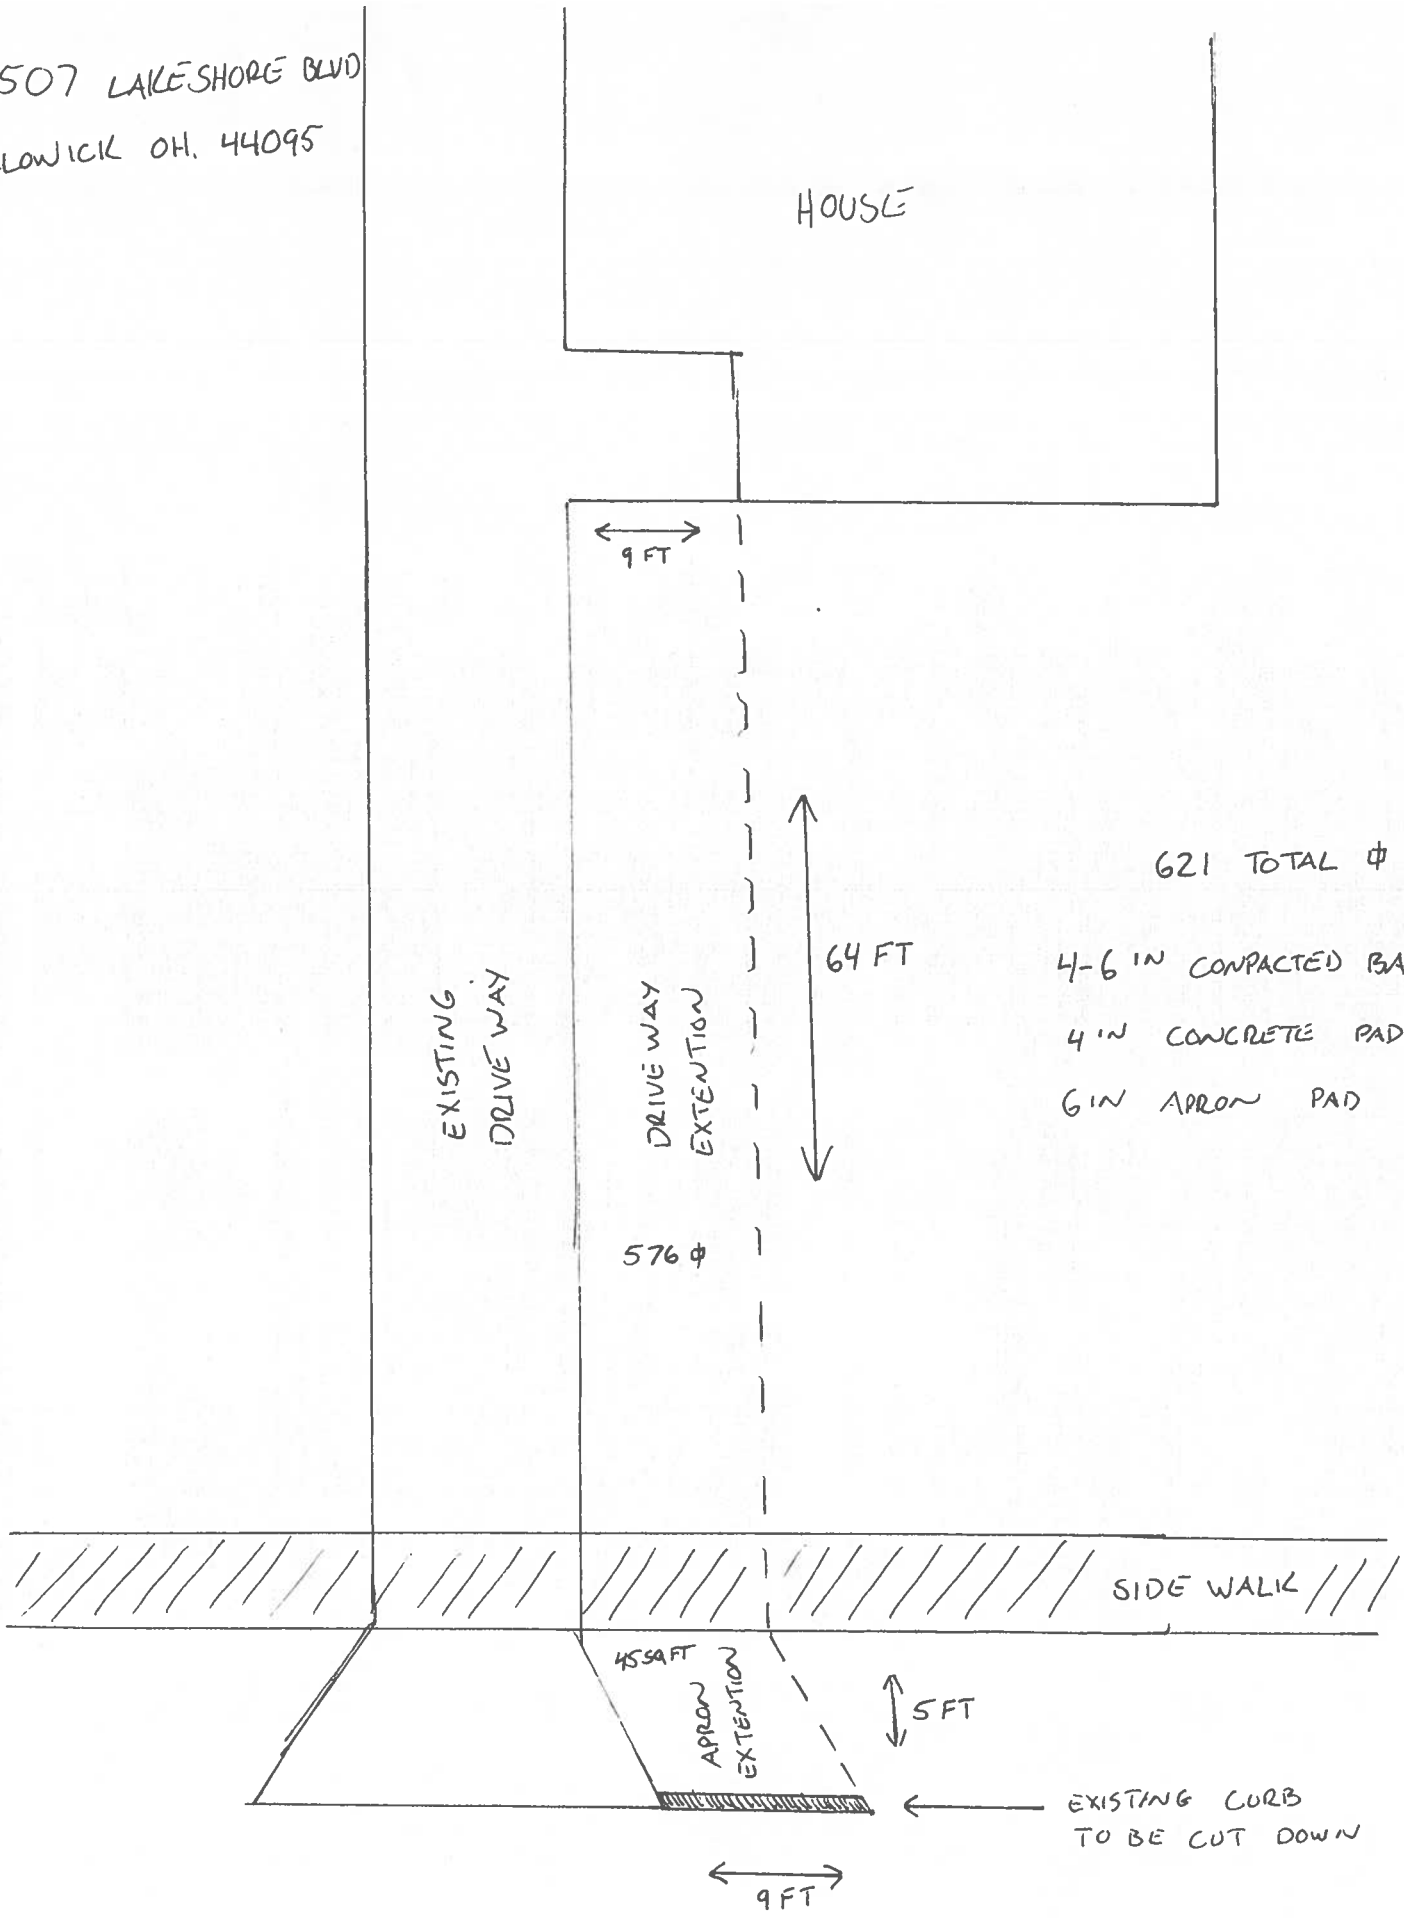 507 LAKESHORE BLVD
LOWICK OH. 44095
HOUSE
9 FT
621 TOTAL ⌽
64 FT
4-6 IN CONPACTED BA
4 IN CONCRETE PAD
6 IN APRON PAD
EXISTING
DRIVE WAY
DRIVE WAY
EXTENTION
576 ⌽
SIDE WALK
45 SQ FT
APRON
EXTENTION
5 FT
EXISTING CURB
TO BE CUT DOWN
9 FT